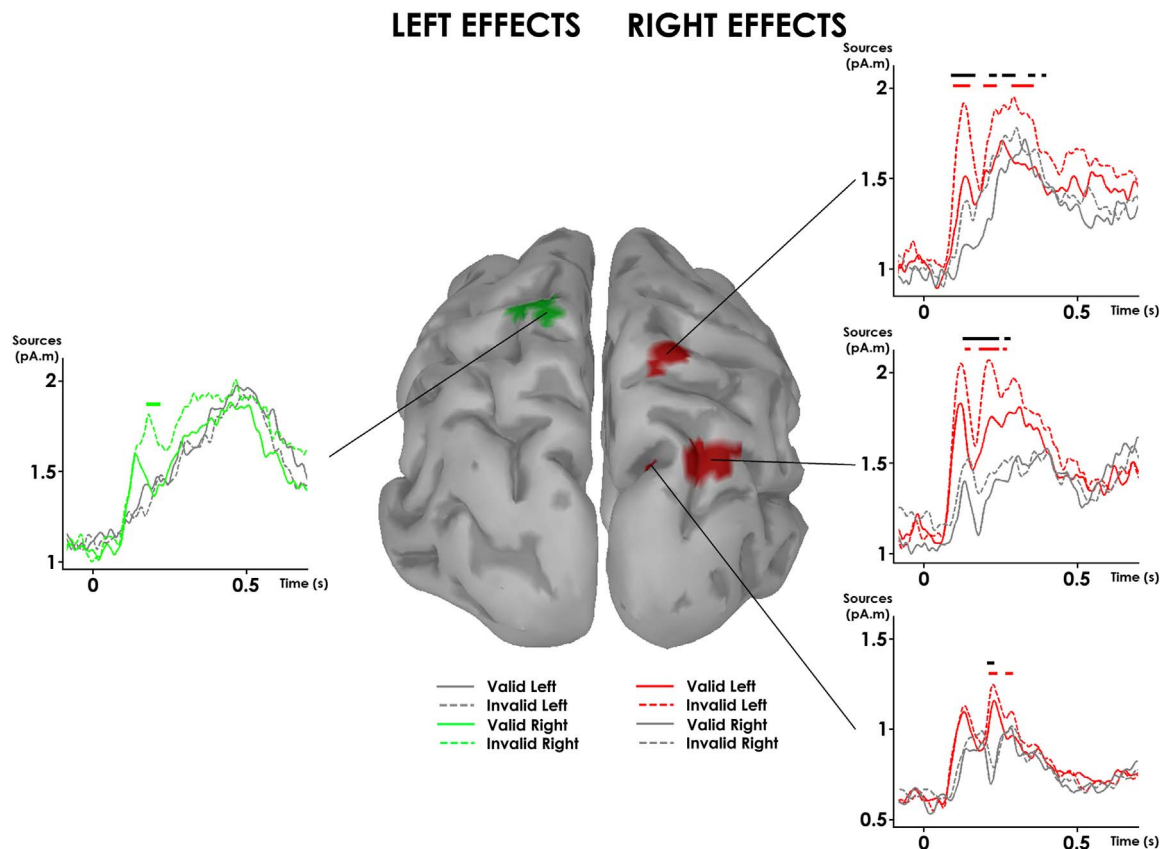 LEFT EFFECTS
RIGHT EFFECTS
Sources
(pA.m)
2
1.5
1
0
0.5
Time (s)
Sources
(pA.m)
2
1.5
1
0
0.5
Time (s)
Sources
(pA.m)
2
1.5
1
0
0.5
Time (s)
Sources
(pA.m)
1.5
1
0.5
0
0.5
Time (s)
Valid Left
Invalid Left
Valid Right
Invalid Right
Valid Left
Invalid Left
Valid Right
Invalid Right